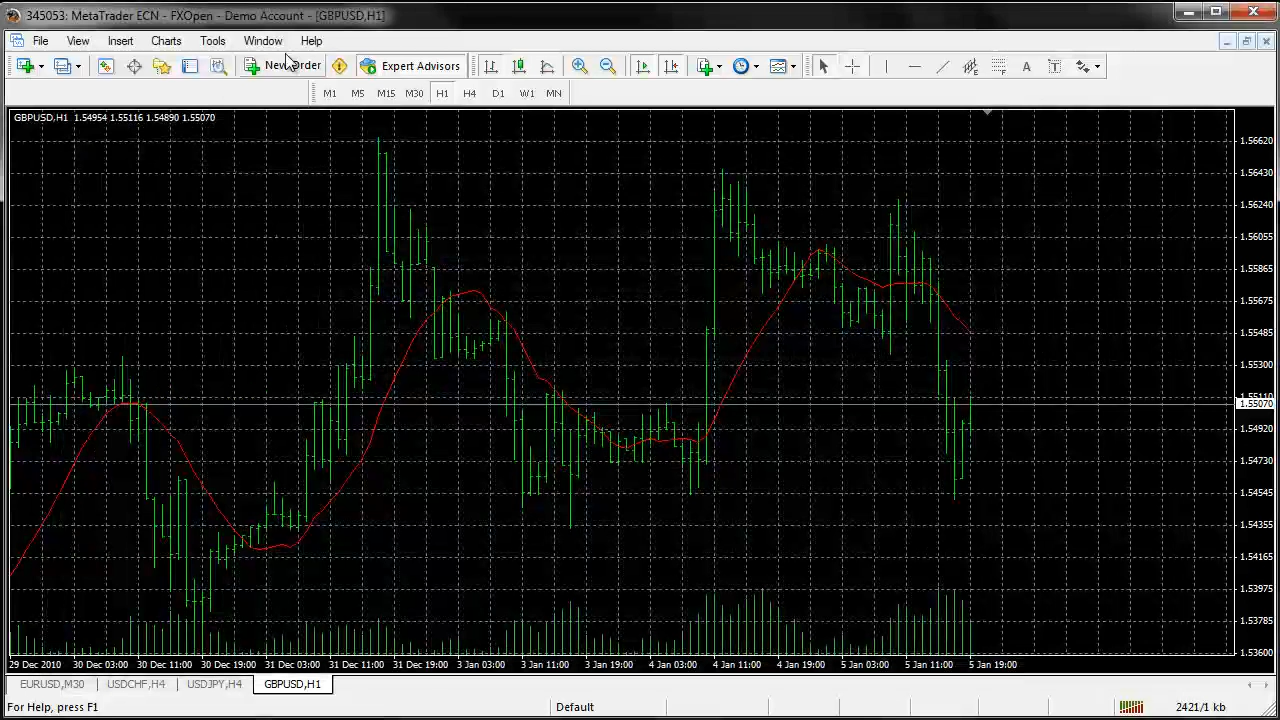 345053: MetaTrader ECN - FXOpen - Demo Account - [GBPUSD,H1]
File View Insert Charts Tools Window Help
New Order Expert Advisors A T
M1 M5 M15 M30 H1 H4 D1 W1 MN
GBPUSD,H1 1.54954 1.55116 1.54890 1.55070
1.56620
1.56430
1.56240
1.56055
1.55865
1.55675
1.55485
1.55300
1.55110
1.55070
1.54920
1.54730
1.54545
1.54355
1.54165
1.53975
1.53785
1.53600
29 Dec 2010 30 Dec 03:00 30 Dec 11:00 30 Dec 19:00 31 Dec 03:00 31 Dec 11:00 31 Dec 19:00 3 Jan 03:00 3 Jan 11:00 3 Jan 19:00 4 Jan 03:00 4 Jan 11:00 4 Jan 19:00 5 Jan 03:00 5 Jan 11:00 5 Jan 19:00
EURUSD,M30 USDCHF,H4 USDJPY,H4 GBPUSD,H1
For Help, press F1 Default 2421/1 kb